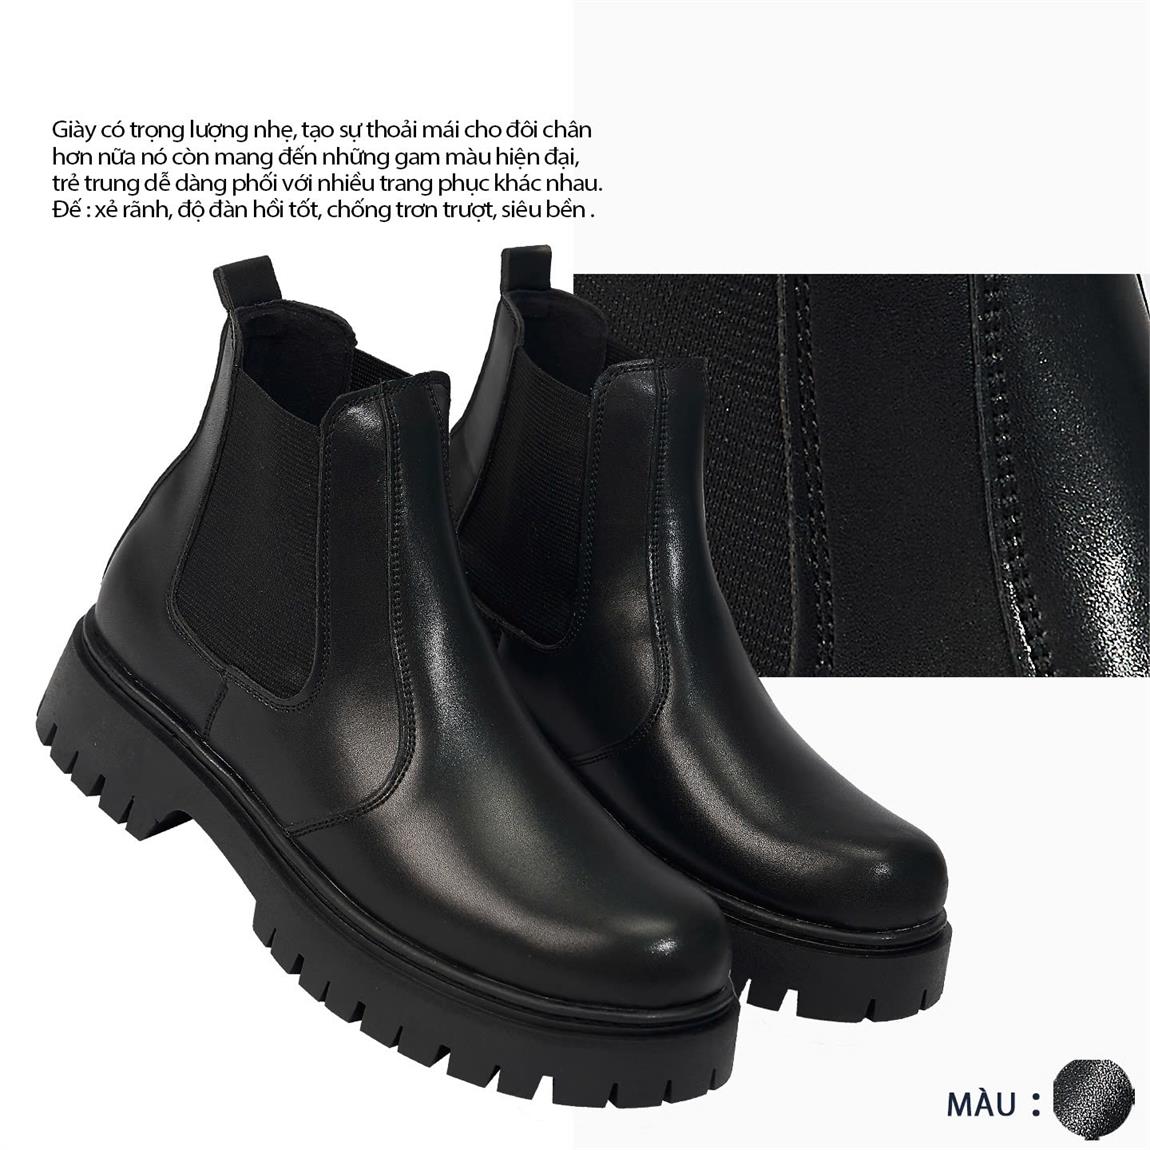 Giày có trọng lượng nhẹ, tạo sự thoải mái cho đôi chân
hơn nữa nó còn mang đến những gam màu hiện đại,
trẻ trung dễ dàng phối với nhiều trang phục khác nhau.
Đế : xẻ rãnh, độ đàn hồi tốt, chống trơn trượt, siêu bền .
MÀU :